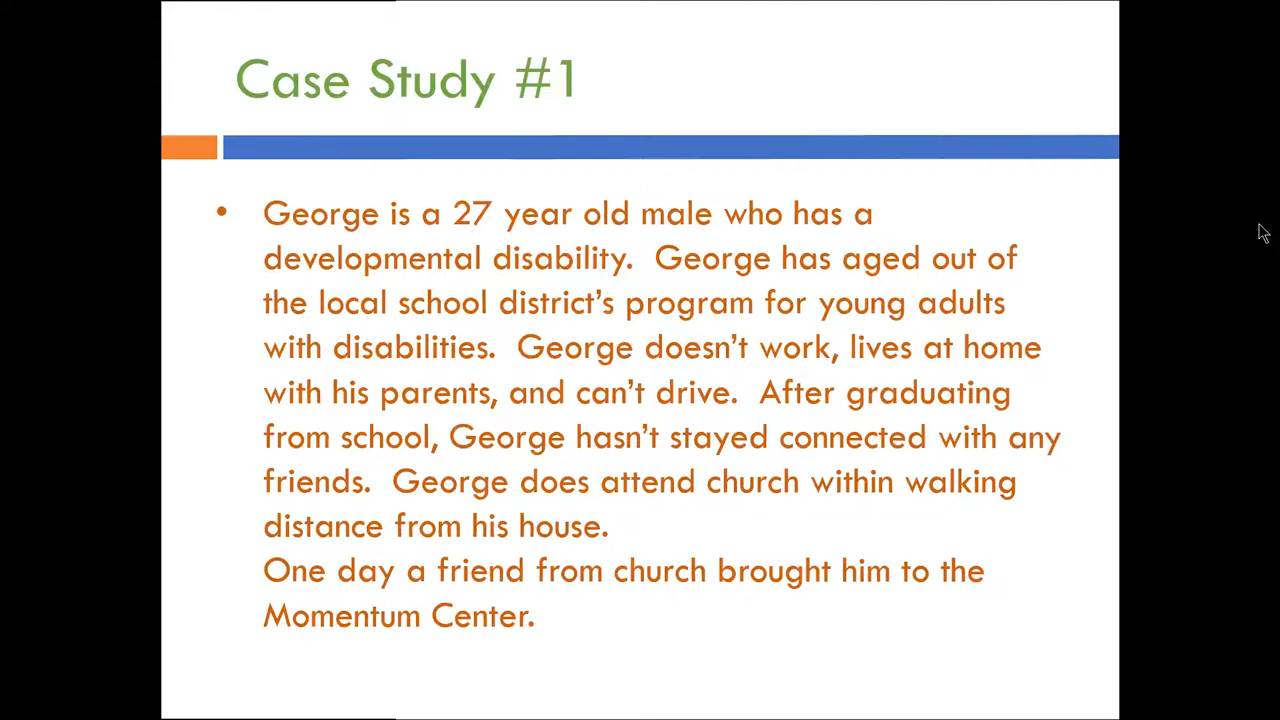 Case Study #1
• George is a 27 year old male who has a
developmental disability.  George has aged out of
the local school district’s program for young adults
with disabilities.  George doesn’t work, lives at home
with his parents, and can’t drive.  After graduating
from school, George hasn’t stayed connected with any
friends.  George does attend church within walking
distance from his house.
One day a friend from church brought him to the
Momentum Center.